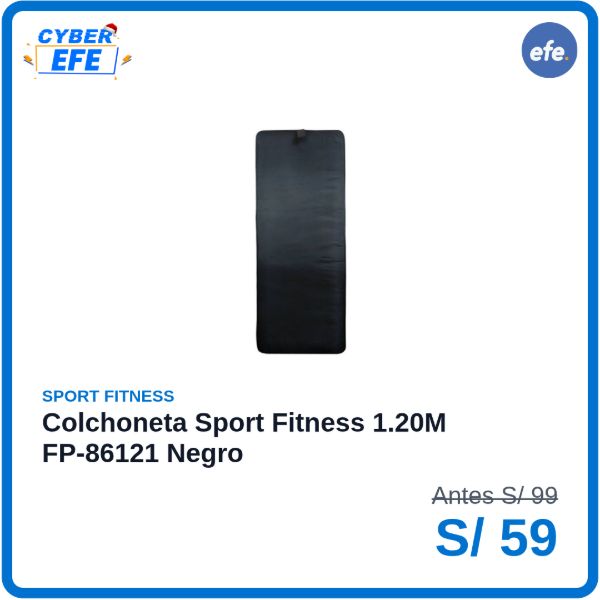 CYBER
EFE
efe.
SPORT FITNESS
Colchoneta Sport Fitness 1.20M
FP-86121 Negro
Antes S/ 99
S/ 59